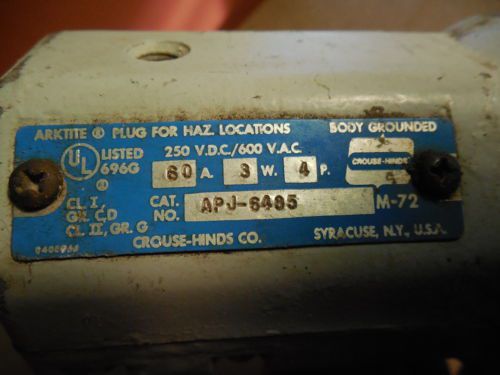 ARKTITE ® PLUG FOR HAZ. LOCATIONS BODY GROUNDED
UL LISTED 696G 250 V.D.C./600 V.A.C. CROUSE-HINDS
60 A. 3 W. 4 P.
CL. I, GR. C,D CL. II, GR. G
CAT. NO. APJ-6485 M-72
CROUSE-HINDS CO. SYRACUSE, N.Y., U.S.A.